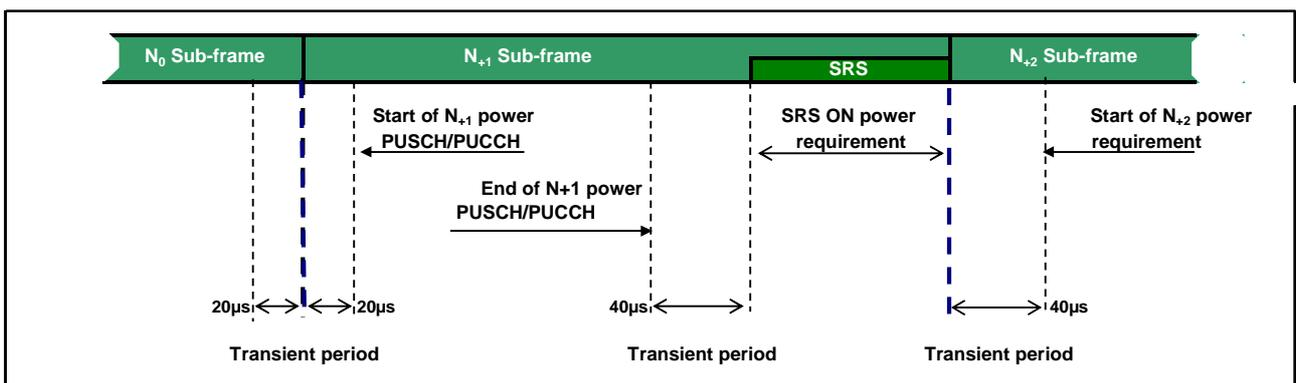 N0 Sub-frame
N+1 Sub-frame
SRS
N+2 Sub-frame
Start of N+1 power
PUSCH/PUCCH
SRS ON power
requirement
Start of N+2 power
requirement
End of N+1 power
PUSCH/PUCCH
20µs
20µs
40µs
40µs
Transient period
Transient period
Transient period